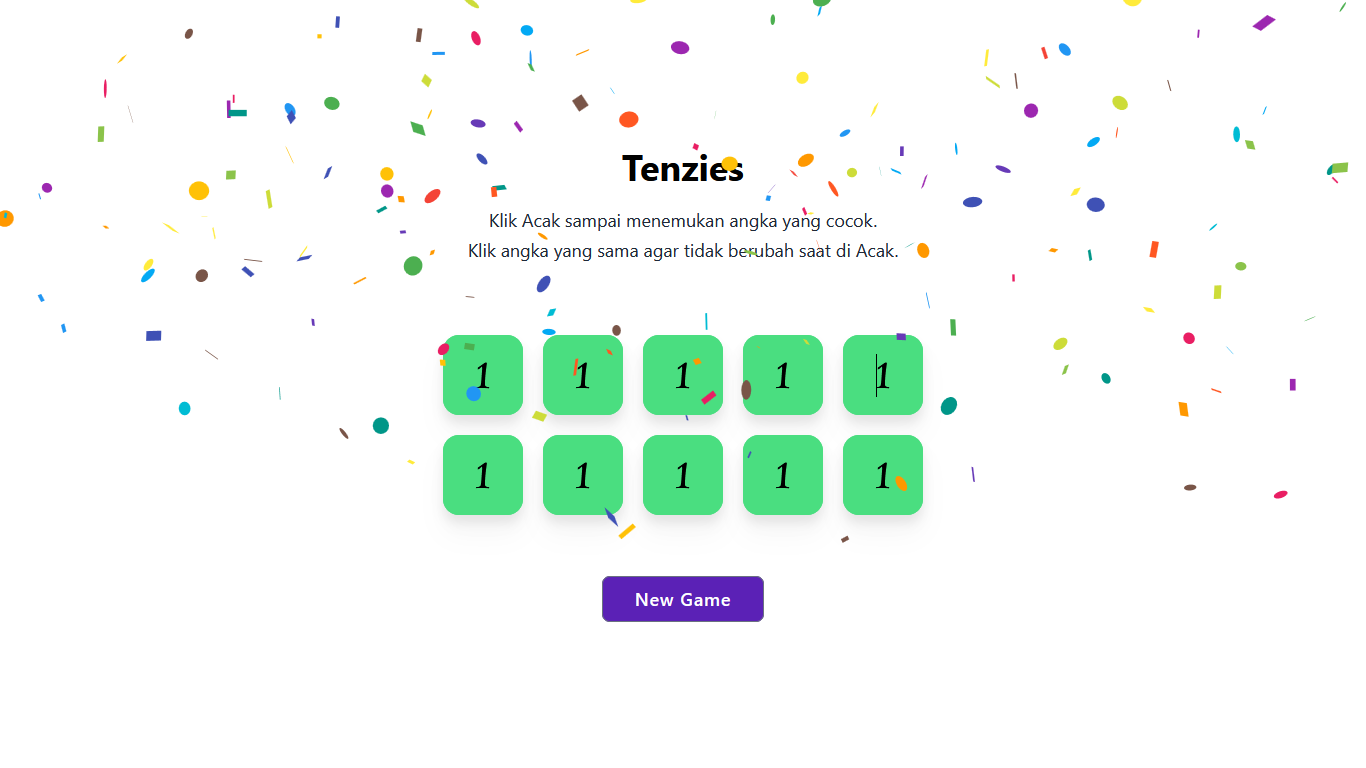 Tenzies
Klik Acak sampai menemukan angka yang cocok.
Klik angka yang sama agar tidak berubah saat di Acak.
1 1 1 1 1
1 1 1 1 1
New Game